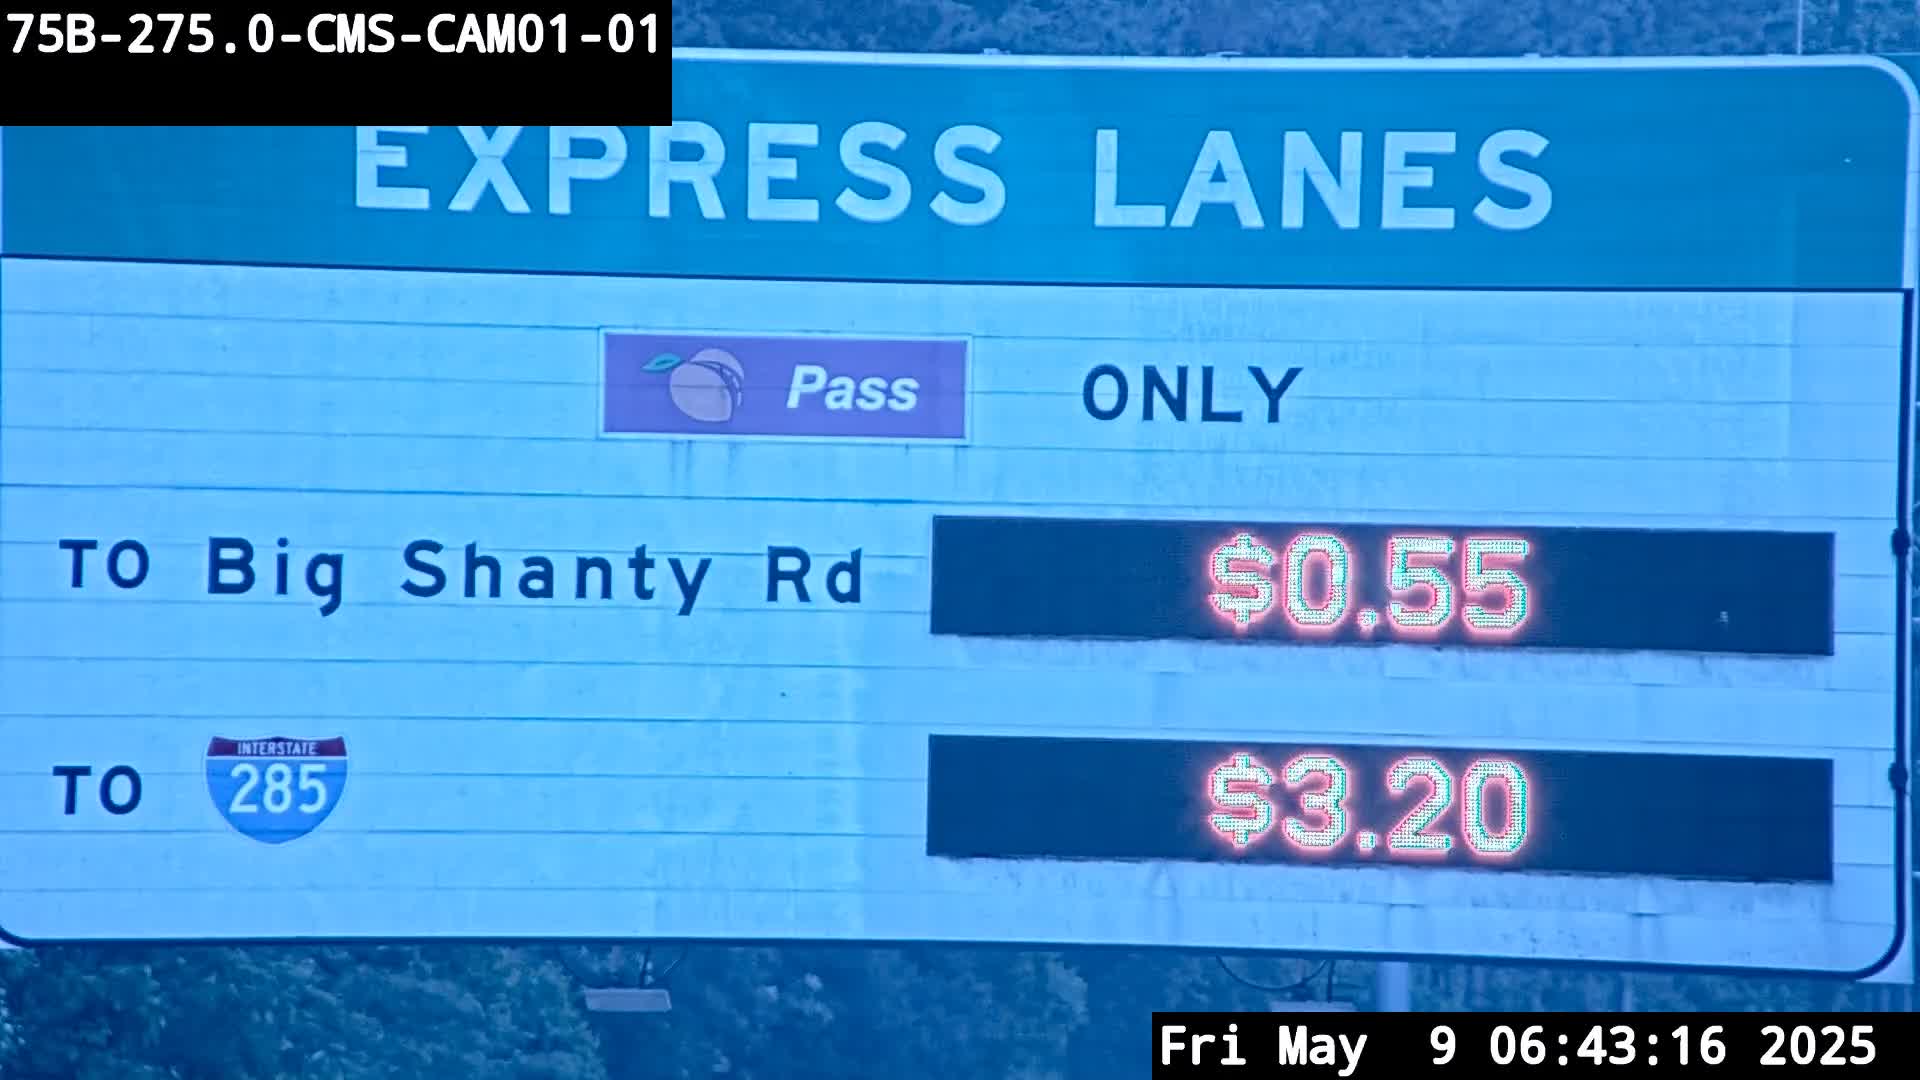 75B-275.0-CMS-CAM01-01
EXPRESS LANES
Pass ONLY
TO Big Shanty Rd $0.55
TO INTERSTATE 285 $3.20
Fri May 9 06:43:16 2025